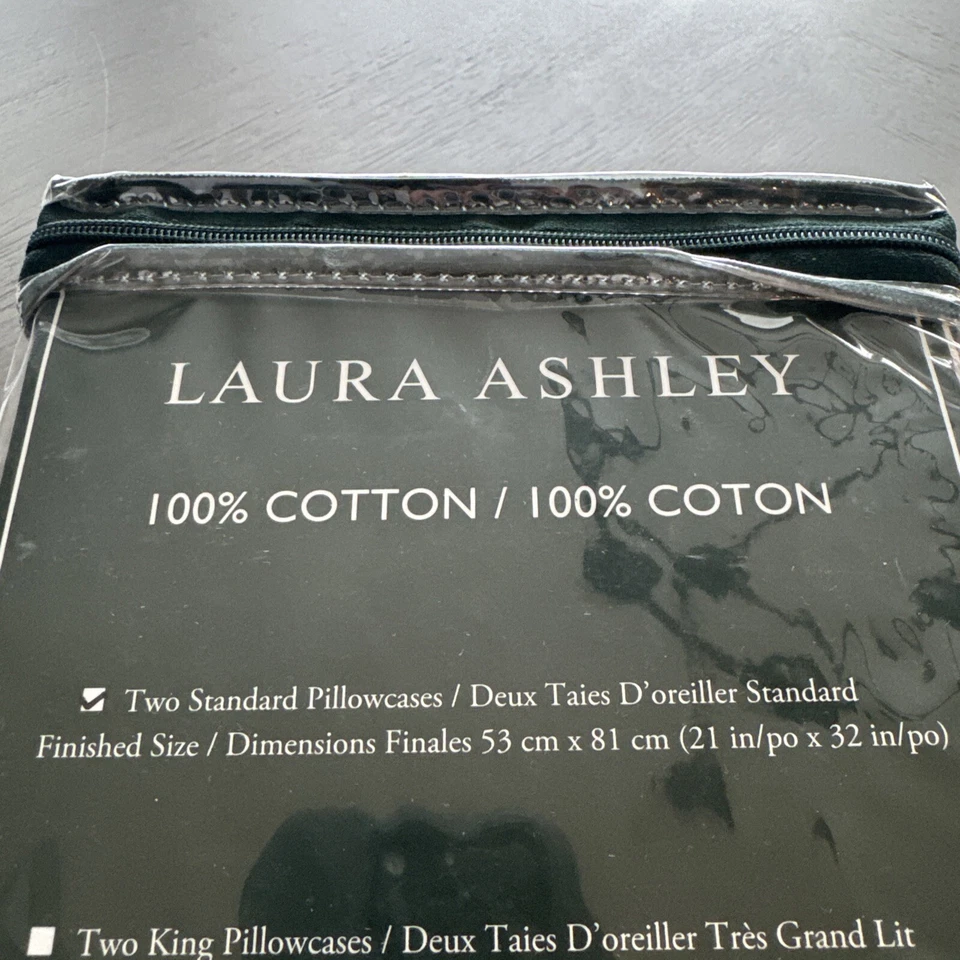 LAURA ASHLEY
100% COTTON / 100% COTON
Two Standard Pillowcases / Deux Taies D'oreiller Standard
Finished Size / Dimensions Finales 53 cm x 81 cm (21 in/po x 32 in/po)
Two King Pillowcases / Deux Taies D'oreiller Très Grand Lit